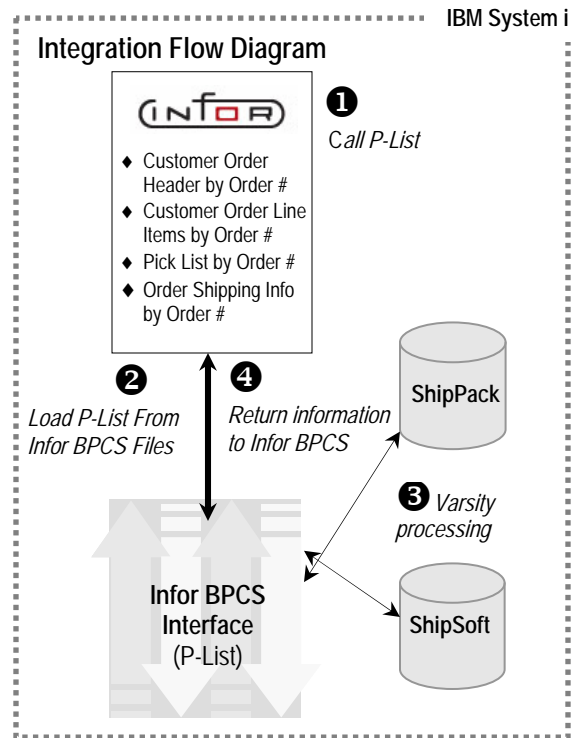 IBM System i
Integration Flow Diagram
INFOR
❶
Call P-List
♦ Customer Order
Header by Order #
♦ Customer Order Line
Items by Order #
♦ Pick List by Order #
♦ Order Shipping Info
by Order #
❷
Load P-List From
Infor BPCS Files
❹
Return information
to Infor BPCS
ShipPack
❸ Varsity
processing
Infor BPCS
Interface
(P-List)
ShipSoft